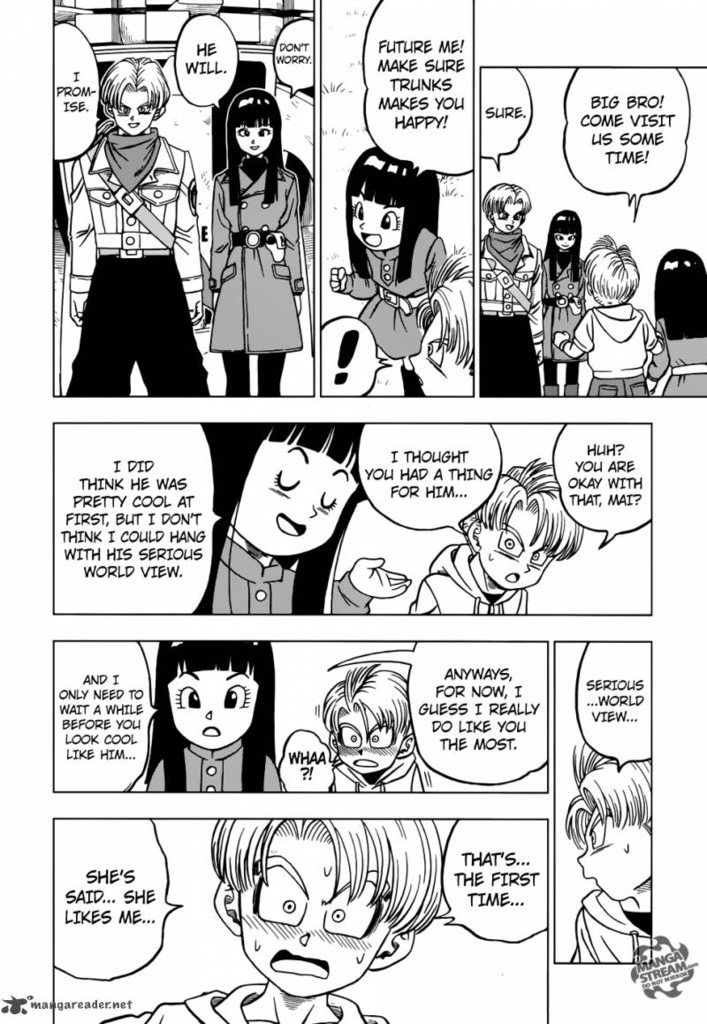 BIG BRO!
COME VISIT
US SOME
TIME!
SURE.
FUTURE ME!
MAKE SURE
TRUNKS
MAKES YOU
HAPPY!
!
DON'T
WORRY.
HE
WILL.
I
PROM-
ISE.
E
HUH?
YOU ARE
OKAY WITH
THAT, MAI?
I THOUGHT
YOU HAD A THING
FOR HIM...
I DID
THINK HE WAS
PRETTY COOL AT
FIRST, BUT I DON'T
THINK I COULD HANG
WITH HIS SERIOUS
WORLD VIEW.
SERIOUS
...WORLD
VIEW...
ANYWAYS,
FOR NOW, I
GUESS I REALLY
DO LIKE YOU
THE MOST.
WHAA
?!
AND I
ONLY NEED TO
WAIT A WHILE
BEFORE YOU
LOOK COOL
LIKE HIM...
THAT'S...
THE FIRST
TIME...
SHE'S
SAID... SHE
LIKES ME...
MANGA
STREAM.com
DO NOT MIRROR
mangareader.net